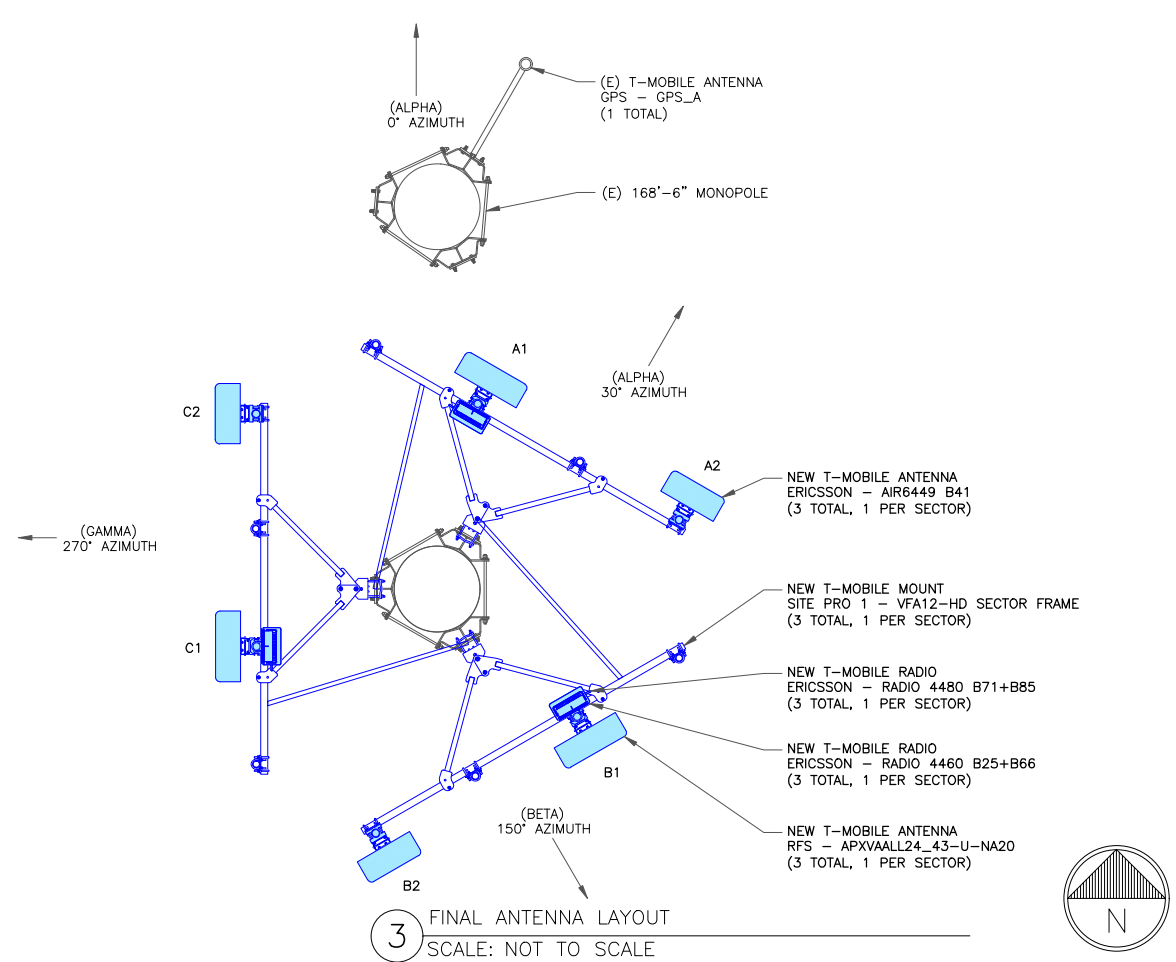 (ALPHA)
0° AZIMUTH
(E) T-MOBILE ANTENNA
GPS - GPS_A
(1 TOTAL)
(E) 168'-6" MONOPOLE
A1
(ALPHA)
30° AZIMUTH
C2
A2
NEW T-MOBILE ANTENNA
ERICSSON - AIR6449 B41
(3 TOTAL, 1 PER SECTOR)
(GAMMA)
270° AZIMUTH
NEW T-MOBILE MOUNT
SITE PRO 1 - VFA12-HD SECTOR FRAME
(3 TOTAL, 1 PER SECTOR)
C1
NEW T-MOBILE RADIO
ERICSSON - RADIO 4480 B71+B85
(3 TOTAL, 1 PER SECTOR)
NEW T-MOBILE RADIO
ERICSSON - RADIO 4460 B25+B66
(3 TOTAL, 1 PER SECTOR)
B1
(BETA)
150° AZIMUTH
NEW T-MOBILE ANTENNA
RFS - APXVAALL24_43-U-NA20
(3 TOTAL, 1 PER SECTOR)
B2
3
FINAL ANTENNA LAYOUT
SCALE: NOT TO SCALE
N